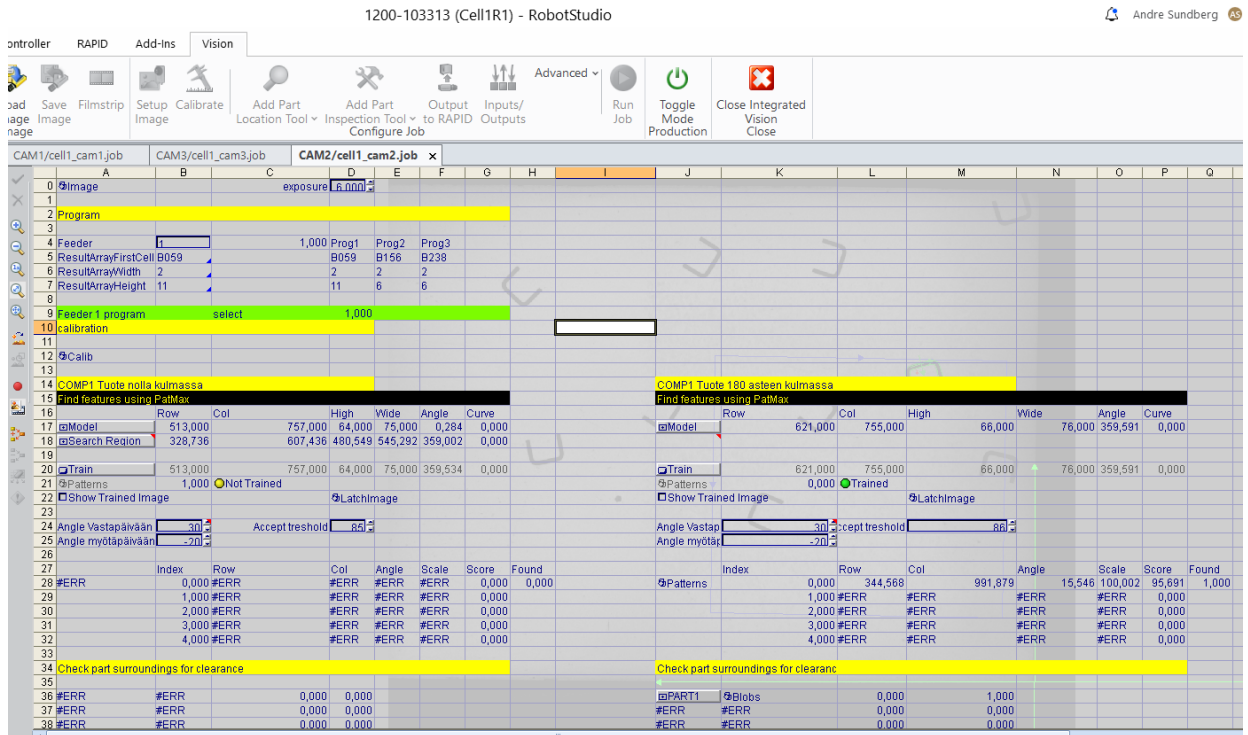 1200-103313 (Cell1R1) - RobotStudio
Andre Sundberg AS
ontroller RAPID Add-Ins Vision
oad Save Filmstrip Setup Calibrate Add Part Add Part Output Inputs/ Advanced Run Toggle Close Integrated
age Image Image Location Tool Inspection Tool to RAPID Outputs Job Mode Vision
mage Configure Job Production Close
CAM1/cell1_cam1.job CAM3/cell1_cam3.job CAM2/cell1_cam2.job x
A B C D E F G H I J K L M N O P Q
0 Image exposure 6,000
1
2 Program
3
4 Feeder 1 1,000 Prog1 Prog2 Prog3
5 ResultArrayFirstCell B059 B059 B156 B238
6 ResultArrayWidth 2 2 2 2
7 ResultArrayHeight 11 11 6 6
8
9 Feeder 1 program select 1,000
10 calibration
11
12 Calib
13
14 COMP1 Tuote nolla kulmassa COMP1 Tuote 180 asteen kulmassa
15 Find features using PatMax Find features using PatMax
16 Row Col High Wide Angle Curve Row Col High Wide Angle Curve
17 Model 513,000 757,000 64,000 75,000 0,284 0,000 Model 621,000 755,000 66,000 76,000 359,591 0,000
18 Search Region 328,736 607,436 480,549 545,292 359,002 0,000
19
20 Train 513,000 757,000 64,000 75,000 359,534 0,000 Train 621,000 755,000 66,000 76,000 359,591 0,000
21 Patterns 1,000 Not Trained Patterns 0,000 Trained
22 Show Trained Image LatchImage Show Trained Image LatchImage
23
24 Angle Vastapäivään 30 Accept treshold 85 Angle Vastap 30 ccept treshold 86
25 Angle myötäpäivään -20 Angle myötäp -20
26
27 Index Row Col Angle Scale Score Found Index Row Col Angle Scale Score Found
28 #ERR 0,000 #ERR #ERR #ERR #ERR 0,000 0,000 Patterns 0,000 344,568 991,879 15,546 100,002 95,691 1,000
29 1,000 #ERR #ERR #ERR #ERR 0,000 1,000 #ERR #ERR #ERR #ERR 0,000
30 2,000 #ERR #ERR #ERR #ERR 0,000 2,000 #ERR #ERR #ERR #ERR 0,000
31 3,000 #ERR #ERR #ERR #ERR 0,000 3,000 #ERR #ERR #ERR #ERR 0,000
32 4,000 #ERR #ERR #ERR #ERR 0,000 4,000 #ERR #ERR #ERR #ERR 0,000
33
34 Check part surroundings for clearance Check part surroundings for clearanc
35
36 #ERR #ERR 0,000 0,000 PART1 Blobs 0,000 1,000
37 #ERR #ERR 0,000 0,000 #ERR #ERR 0,000 0,000
38 #ERR #ERR 0,000 0,000 #ERR #ERR 0,000 0,000